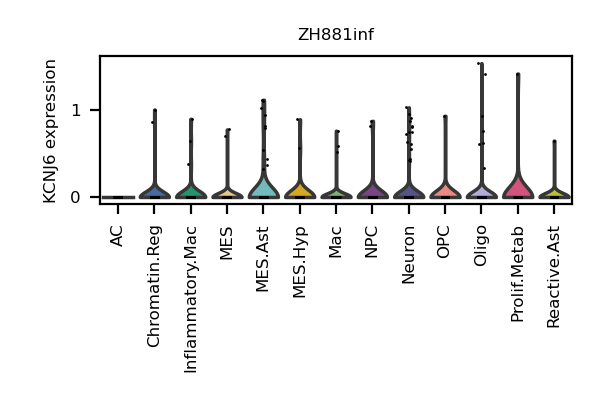 ZH881inf
KCNJ6 expression
1
0
AC
Chromatin.Reg
Inflammatory.Mac
MES
MES.Ast
MES.Hyp
Mac
NPC
Neuron
OPC
Oligo
Prolif.Metab
Reactive.Ast